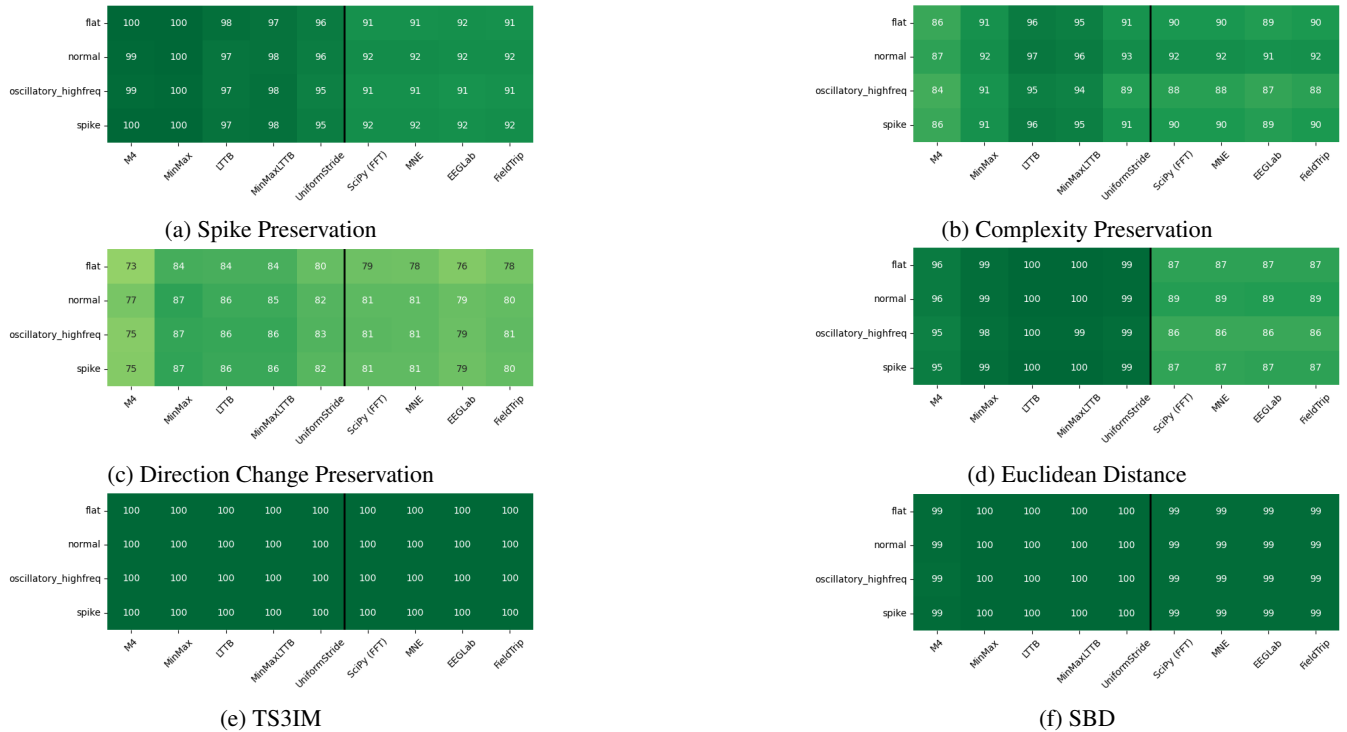 flat 100 100 98 97 96 91 91 92 91
normal 99 100 97 98 96 92 92 92 92
oscillatory_highfreq 99 100 97 98 95 91 91 91 91
spike 100 100 97 98 95 92 92 92 92
M4 MinMax LTTB MinMaxLTTB UniformStride SciPy (FFT) MNE EEGLab FieldTrip
(a) Spike Preservation
flat 86 91 96 95 91 90 90 89 90
normal 87 92 97 96 93 92 92 91 92
oscillatory_highfreq 84 91 95 94 89 88 88 87 88
spike 86 91 96 95 91 90 90 89 90
M4 MinMax LTTB MinMaxLTTB UniformStride SciPy (FFT) MNE EEGLab FieldTrip
(b) Complexity Preservation
flat 73 84 84 84 80 79 78 76 78
normal 77 87 86 85 82 81 81 79 80
oscillatory_highfreq 75 87 86 86 83 81 81 79 81
spike 75 87 86 86 82 81 81 79 80
M4 MinMax LTTB MinMaxLTTB UniformStride SciPy (FFT) MNE EEGLab FieldTrip
(c) Direction Change Preservation
flat 96 99 100 100 99 87 87 87 87
normal 96 99 100 100 99 89 89 89 89
oscillatory_highfreq 95 98 100 99 99 86 86 86 86
spike 95 99 100 100 99 87 87 87 87
M4 MinMax LTTB MinMaxLTTB UniformStride SciPy (FFT) MNE EEGLab FieldTrip
(d) Euclidean Distance
flat 100 100 100 100 100 100 100 100 100
normal 100 100 100 100 100 100 100 100 100
oscillatory_highfreq 100 100 100 100 100 100 100 100 100
spike 100 100 100 100 100 100 100 100 100
M4 MinMax LTTB MinMaxLTTB UniformStride SciPy (FFT) MNE EEGLab FieldTrip
(e) TS3IM
flat 99 100 100 100 100 99 99 99 99
normal 99 100 100 100 100 99 99 99 99
oscillatory_highfreq 99 100 100 100 100 99 99 99 99
spike 99 100 100 100 100 99 99 99 99
M4 MinMax LTTB MinMaxLTTB UniformStride SciPy (FFT) MNE EEGLab FieldTrip
(f) SBD